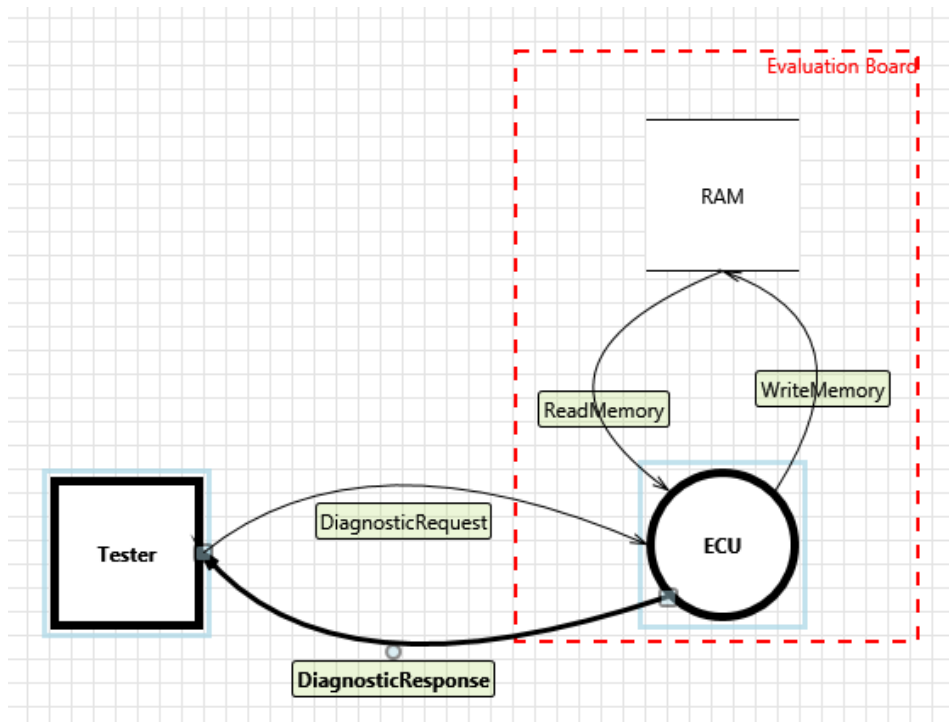 Evaluation Board
RAM
ReadMemory
WriteMemory
DiagnosticRequest
Tester
ECU
DiagnosticResponse